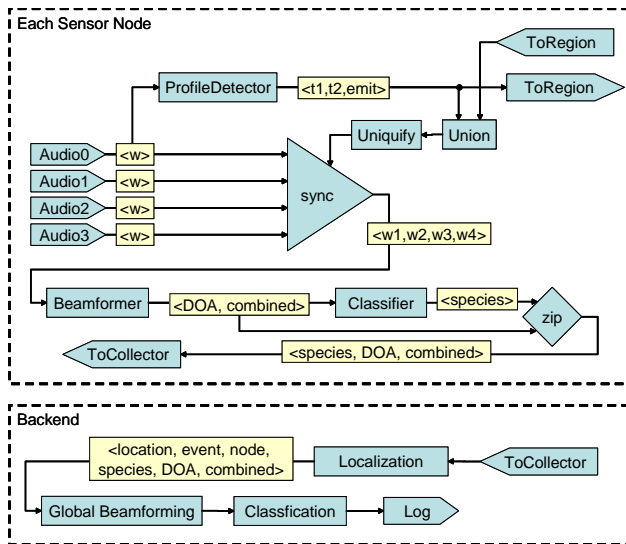 Each Sensor Node
ToRegion
ProfileDetector
<t1,t2,emit>
ToRegion
Uniquify
Union
Audio0
<w>
Audio1
<w>
Audio2
<w>
Audio3
<w>
sync
<w1,w2,w3,w4>
Beamformer
<DOA, combined>
Classifier
<species>
zip
ToCollector
<species, DOA, combined>
Backend
<location, event, node,
species, DOA, combined>
Localization
ToCollector
Global Beamforming
Classfication
Log